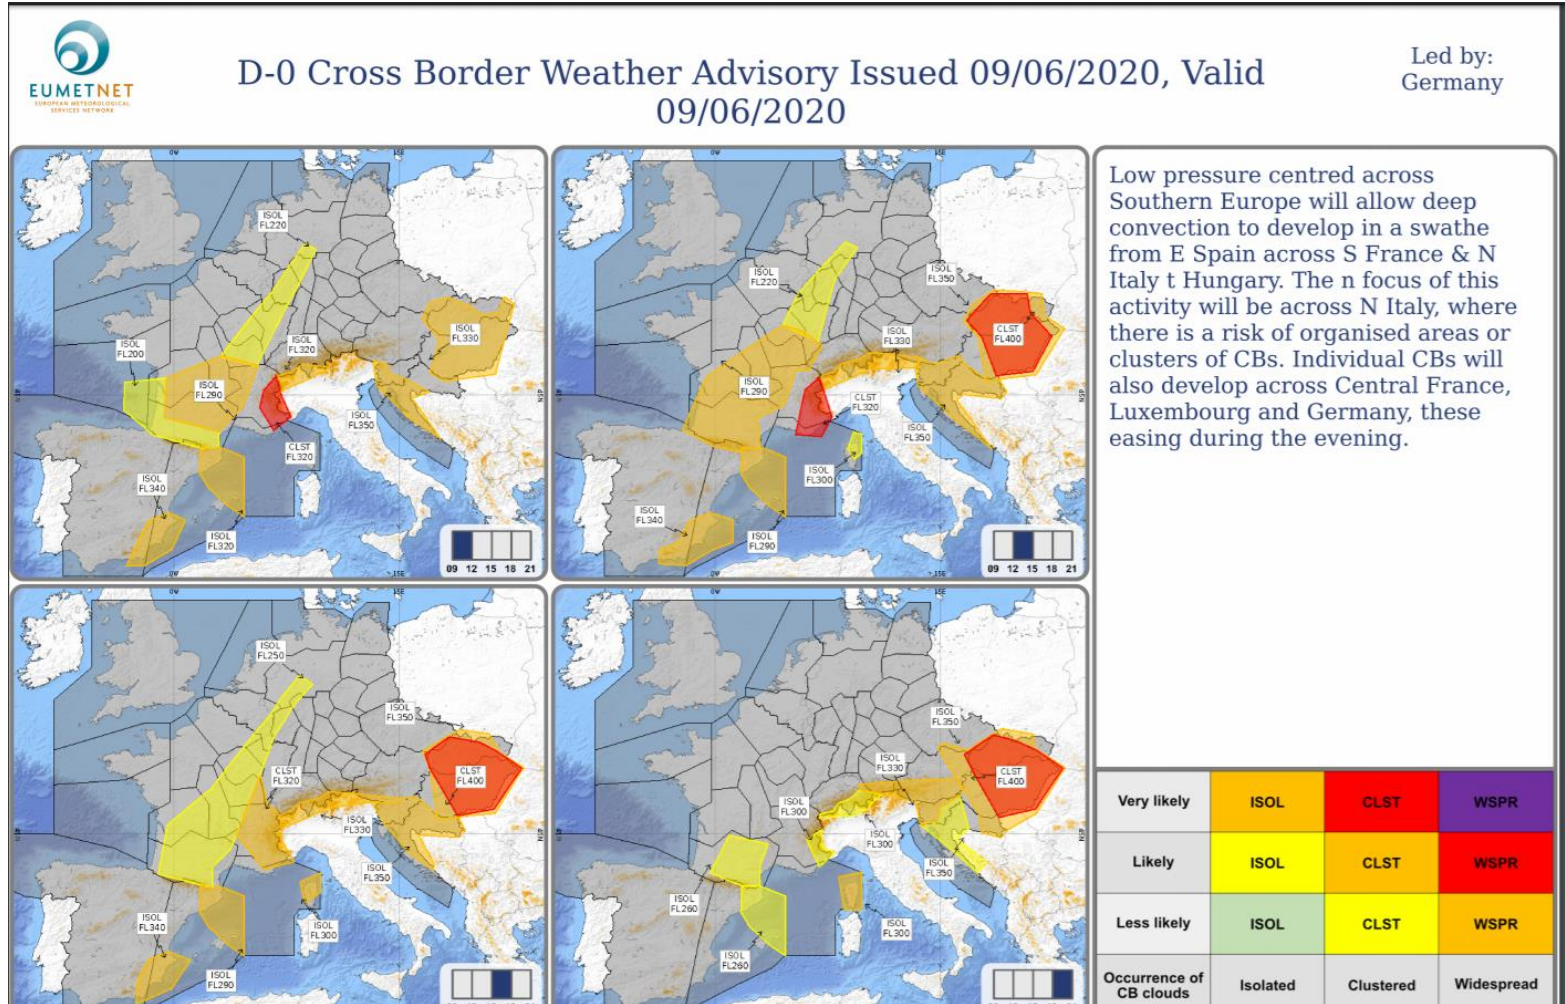 EUMETNET
EUROPEAN METEOROLOGICAL
SERVICES NETWORK
D-0 Cross Border Weather Advisory Issued 09/06/2020, Valid
09/06/2020
Led by:
Germany
0W
15E
ISOL
FL220
ISOL
FL200
ISOL
FL320
ISOL
FL330
ISOL
FL290
ISOL
FL350
CLST
FL320
ISOL
FL340
ISOL
FL320
09 12 15 18 21
0W
15E
ISOL
FL220
ISOL
FL350
CLST
FL400
ISOL
FL330
ISOL
FL290
CLST
FL320
ISOL
FL350
ISOL
FL300
ISOL
FL340
ISOL
FL290
09 12 15 18 21
15E
Low pressure centred across
Southern Europe will allow deep
convection to develop in a swathe
from E Spain across S France & N
Italy t Hungary. The n focus of this
activity will be across N Italy, where
there is a risk of organised areas or
clusters of CBs. Individual CBs will
also develop across Central France,
Luxembourg and Germany, these
easing during the evening.
0W
15E
ISOL
FL250
ISOL
FL350
CLST
FL320
CLST
FL400
ISOL
FL330
ISOL
FL350
ISOL
FL340
ISOL
FL300
ISOL
FL290
0W
15E
ISOL
FL350
ISOL
FL330
CLST
FL400
ISOL
FL300
ISOL
FL300
ISOL
FL350
ISOL
FL260
ISOL
FL300
ISOL
FL260
Very likely ISOL CLST WSPR
Likely ISOL CLST WSPR
Less likely ISOL CLST WSPR
Occurrence of
CB clouds Isolated Clustered Widespread